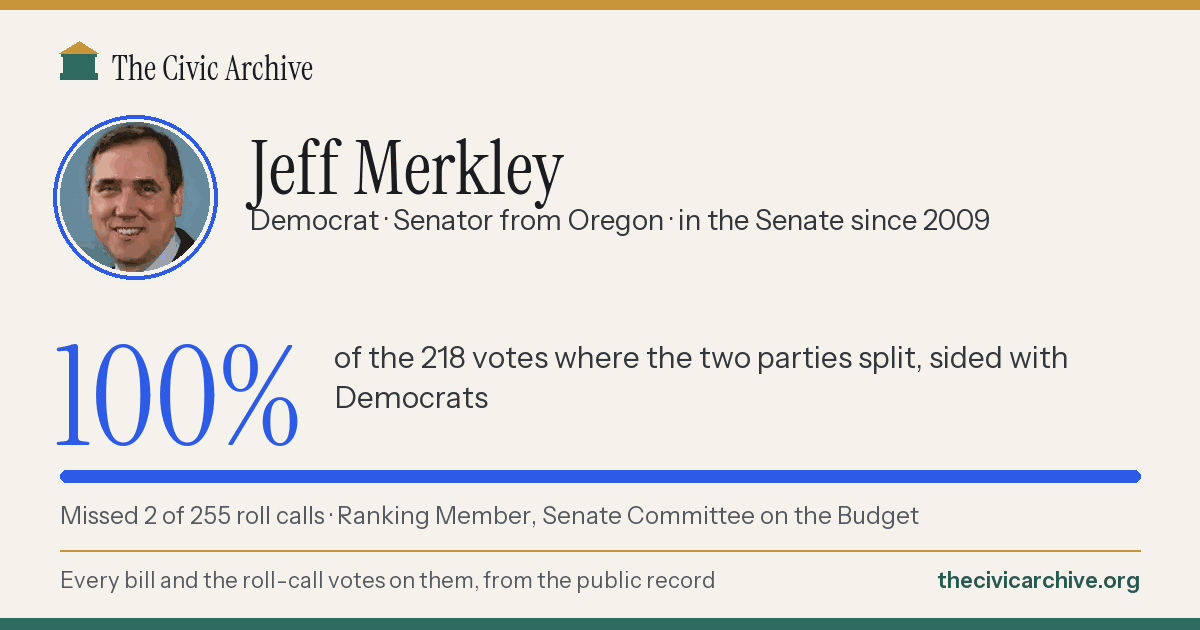 The Civic Archive
Jeff Merkley
Democrat · Senator from Oregon · in the Senate since 2009
100%
of the 218 votes where the two parties split, sided with
Democrats
Missed 2 of 255 roll calls · Ranking Member, Senate Committee on the Budget
Every bill and the roll-call votes on them, from the public record
thecivicarchive.org